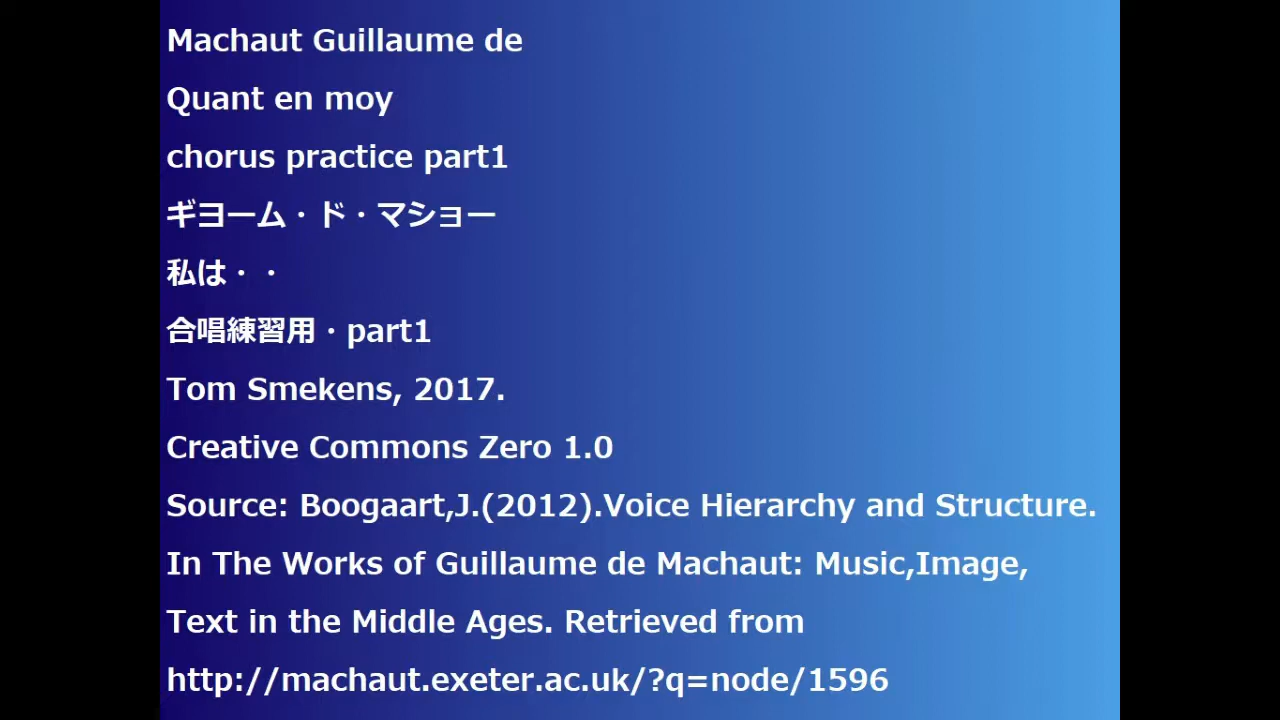 Machaut Guillaume de
Quant en moy
chorus practice part1
ギヨーム・ド・マショー
私は・・
合唱練習用・part1
Tom Smekens, 2017.
Creative Commons Zero 1.0
Source: Boogaart,J.(2012).Voice Hierarchy and Structure.
In The Works of Guillaume de Machaut: Music,Image,
Text in the Middle Ages. Retrieved from
http://machaut.exeter.ac.uk/?q=node/1596